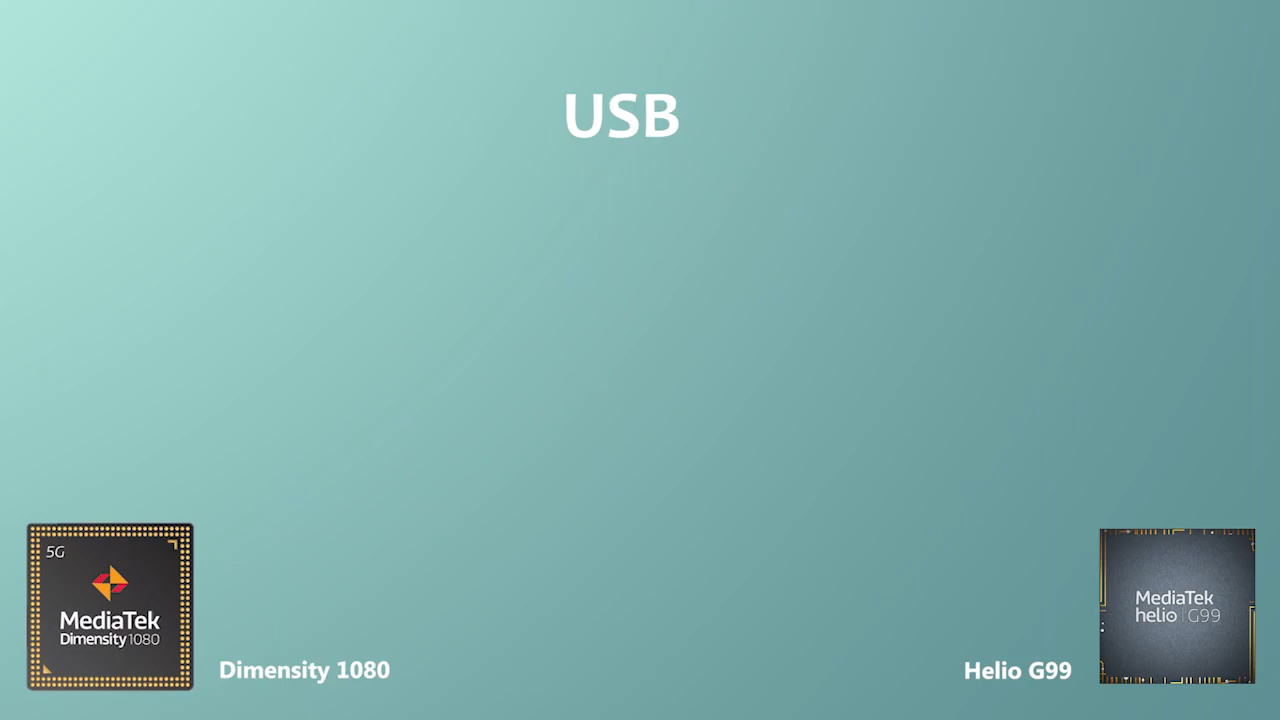 USB
5G
MediaTek
Dimensity 1080
Dimensity 1080
Helio G99
MediaTek
helio G99